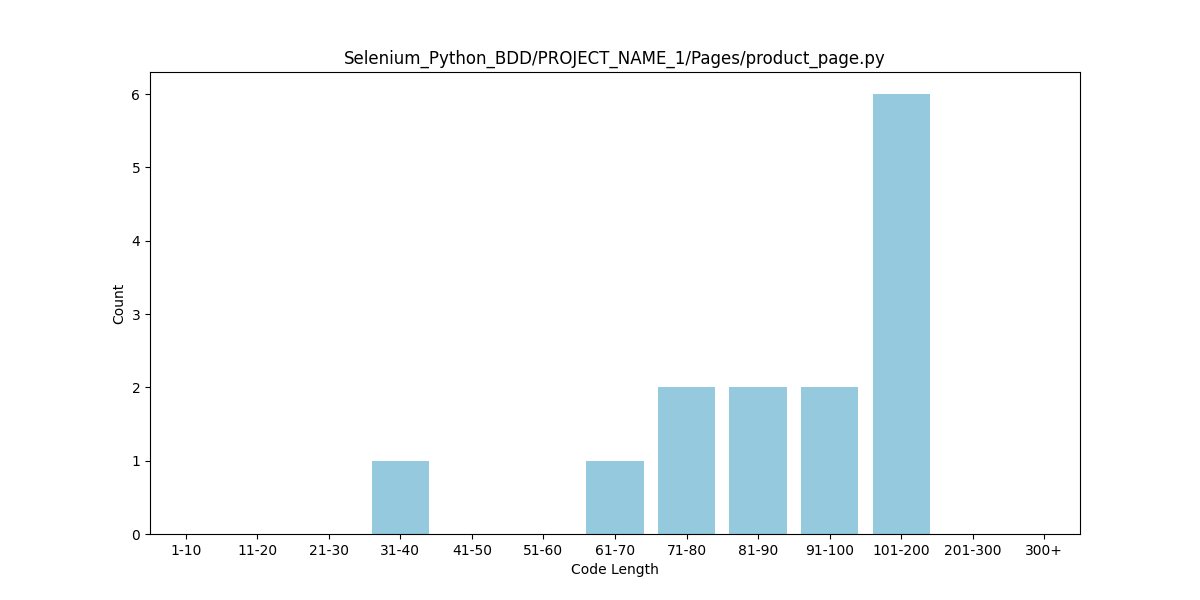 Selenium_Python_BDD/PROJECT_NAME_1/Pages/product_page.py
6
5
4
3
2
1
0
Count
1-10 11-20 21-30 31-40 41-50 51-60 61-70 71-80 81-90 91-100 101-200 201-300 300+
Code Length